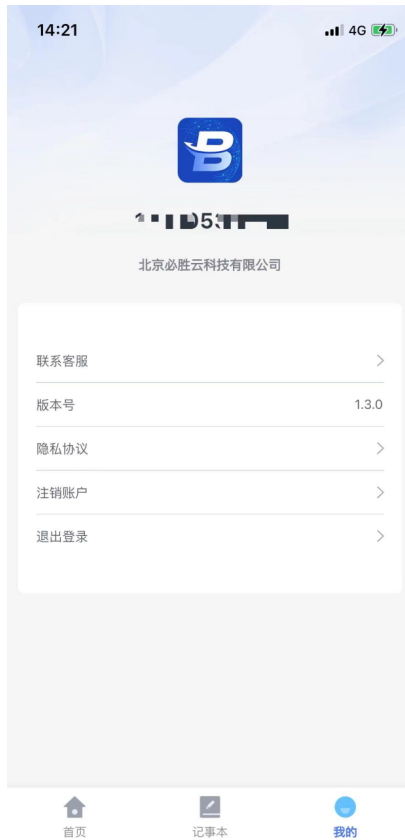 14:21
4G
北京必胜云科技有限公司
联系客服
版本号 1.3.0
隐私协议
注销账户
退出登录
首页 记事本 我的